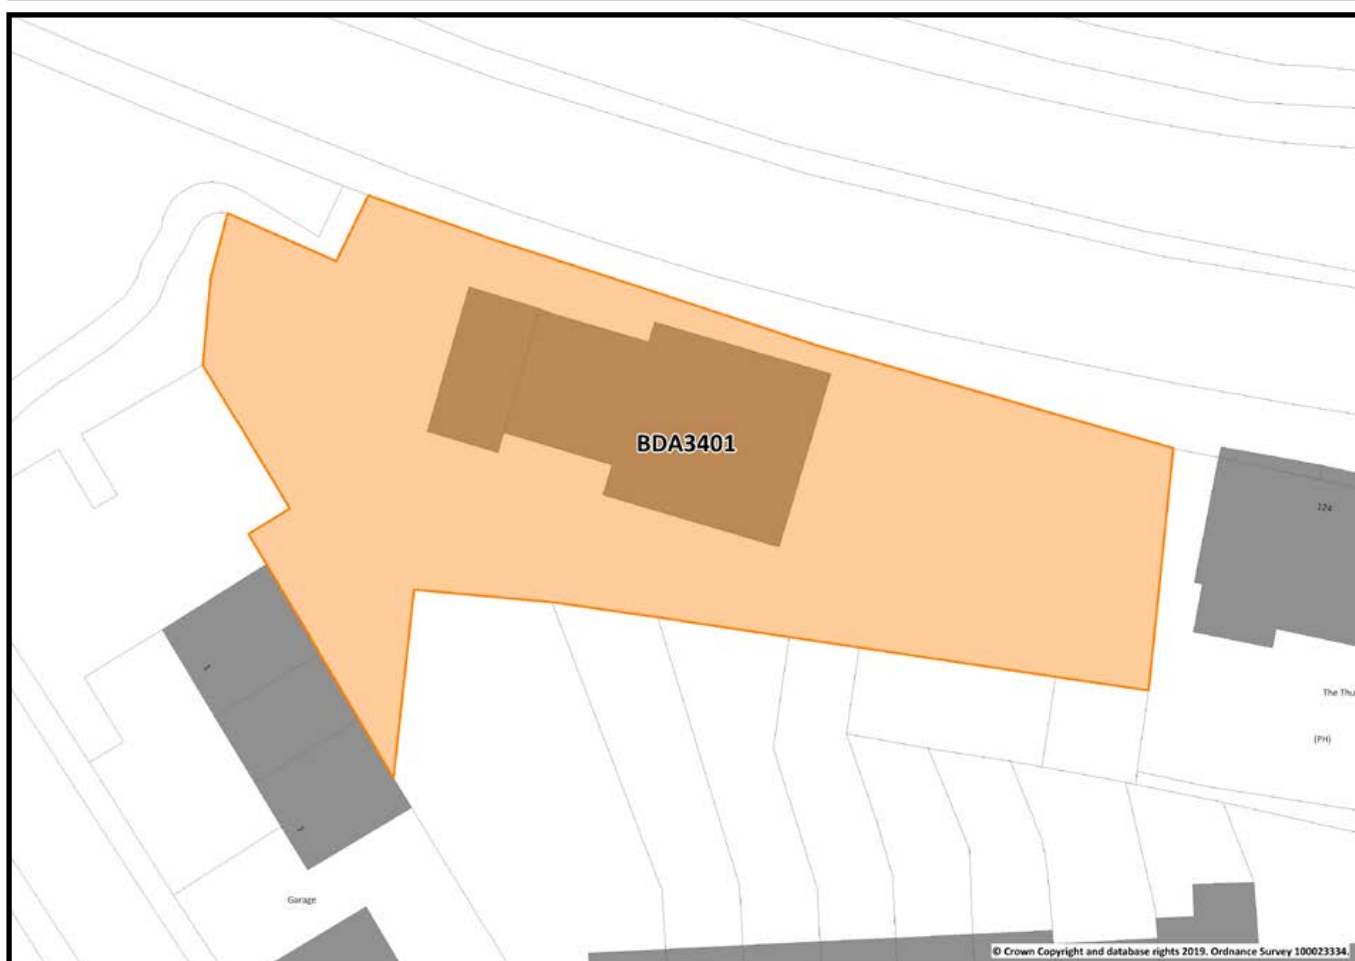 BDA3401
124
The Thu
(PH)
Garage
© Crown Copyright and database rights 2019. Ordnance Survey 100023334.